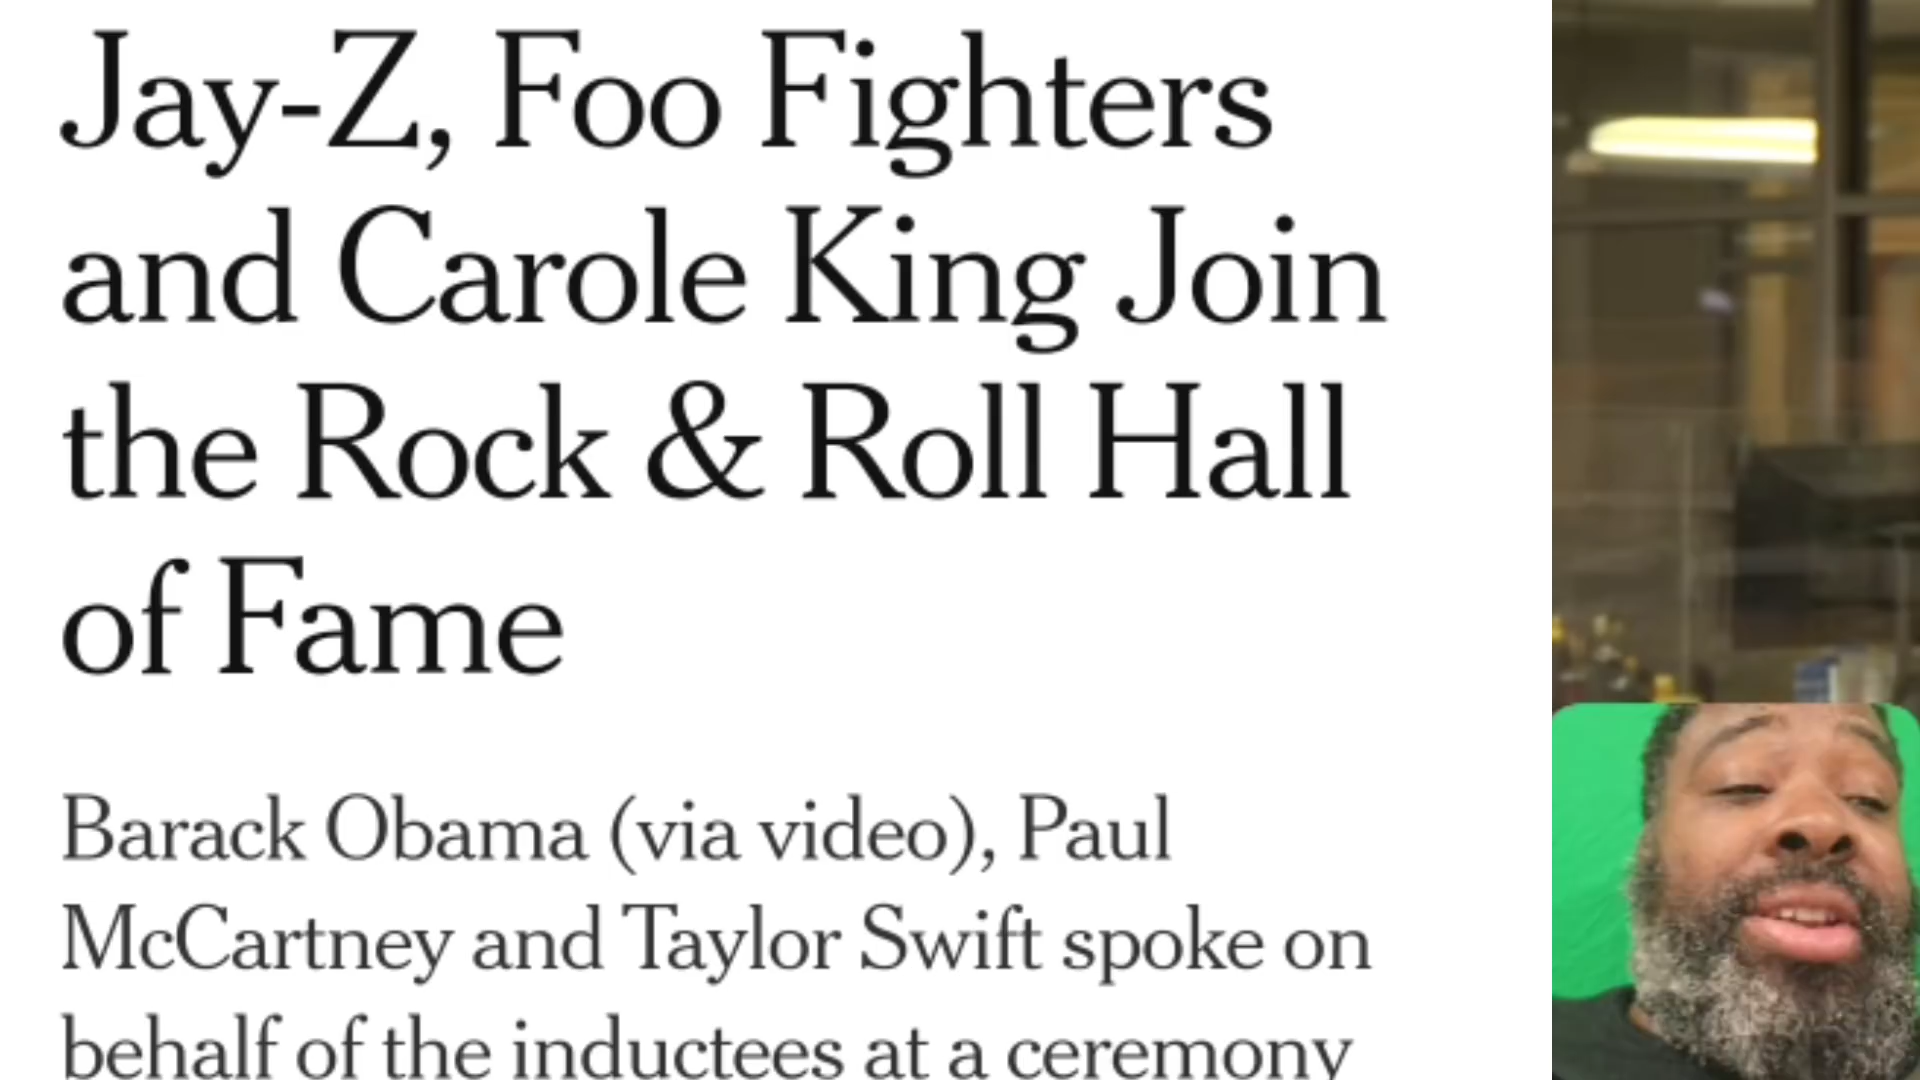 Jay-Z, Foo Fighters
and Carole King Join
the Rock & Roll Hall
of Fame
Barack Obama (via video), Paul
McCartney and Taylor Swift spoke on
behalf of the inductees at a ceremony